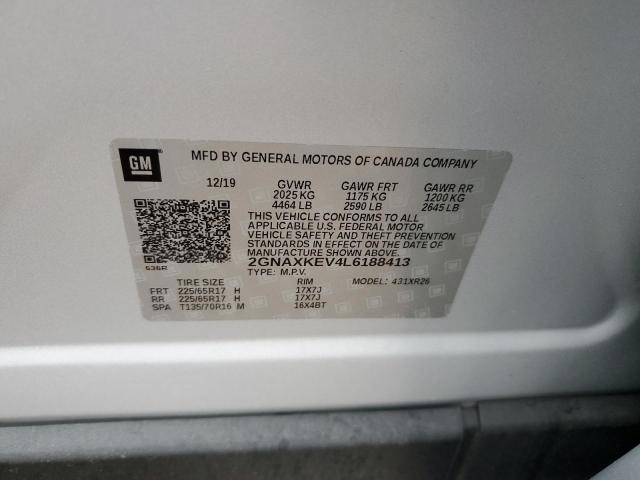 GM
MFD BY GENERAL MOTORS OF CANADA COMPANY
12/19 GVWR GAWR FRT GAWR RR
2025 KG 1175 KG 1200 KG
4464 LB 2590 LB 2645 LB
THIS VEHICLE CONFORMS TO ALL
APPLICABLE U.S. FEDERAL MOTOR
VEHICLE SAFETY AND THEFT PREVENTION
STANDARDS IN EFFECT ON THE DATE OF
MANUFACTURE SHOWN ABOVE.
2GNAXKEV4L6188413
TYPE: M.P.V. MODEL: 431XR26
TIRE SIZE RIM
FRT 225/65R17 H 17X7J
RR 225/65R17 H 17X7J
SPA T135/70R16 M 16X4BT